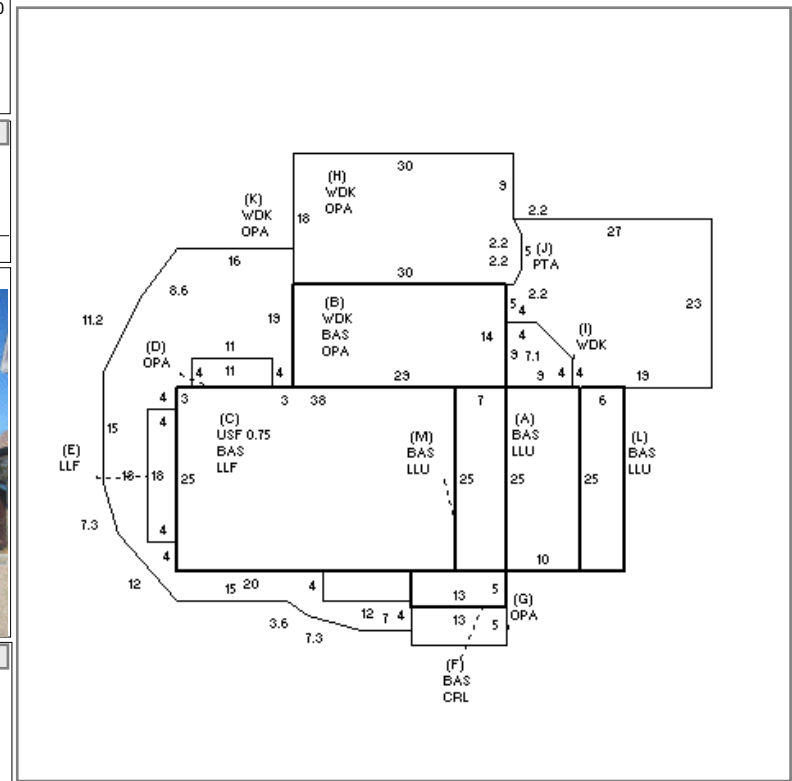 30
(H)
WDK
OPA
9
(K)
WDK
OPA
18
2.2
27
16
2.2
2.2
5
(J)
PTA
8.6
30
11.2
19
(B)
WDK
BAS
OPA
5
4
2.2
23
14
4
(I)
WDK
(D)
OPA
11
11
4
4
29
9
7.1
9
4
4
19
4
3
3
38
7
6
4
(C)
USF 0.75
BAS
LLF
(M)
BAS
LLU
(A)
BAS
LLU
(L)
BAS
LLU
15
(E)
LLF
18
18
25
25
25
25
7.3
4
4
10
12
15
20
4
13
5
(G)
OPA
3.6
7.3
12
7
4
13
5
(F)
BAS
CRL